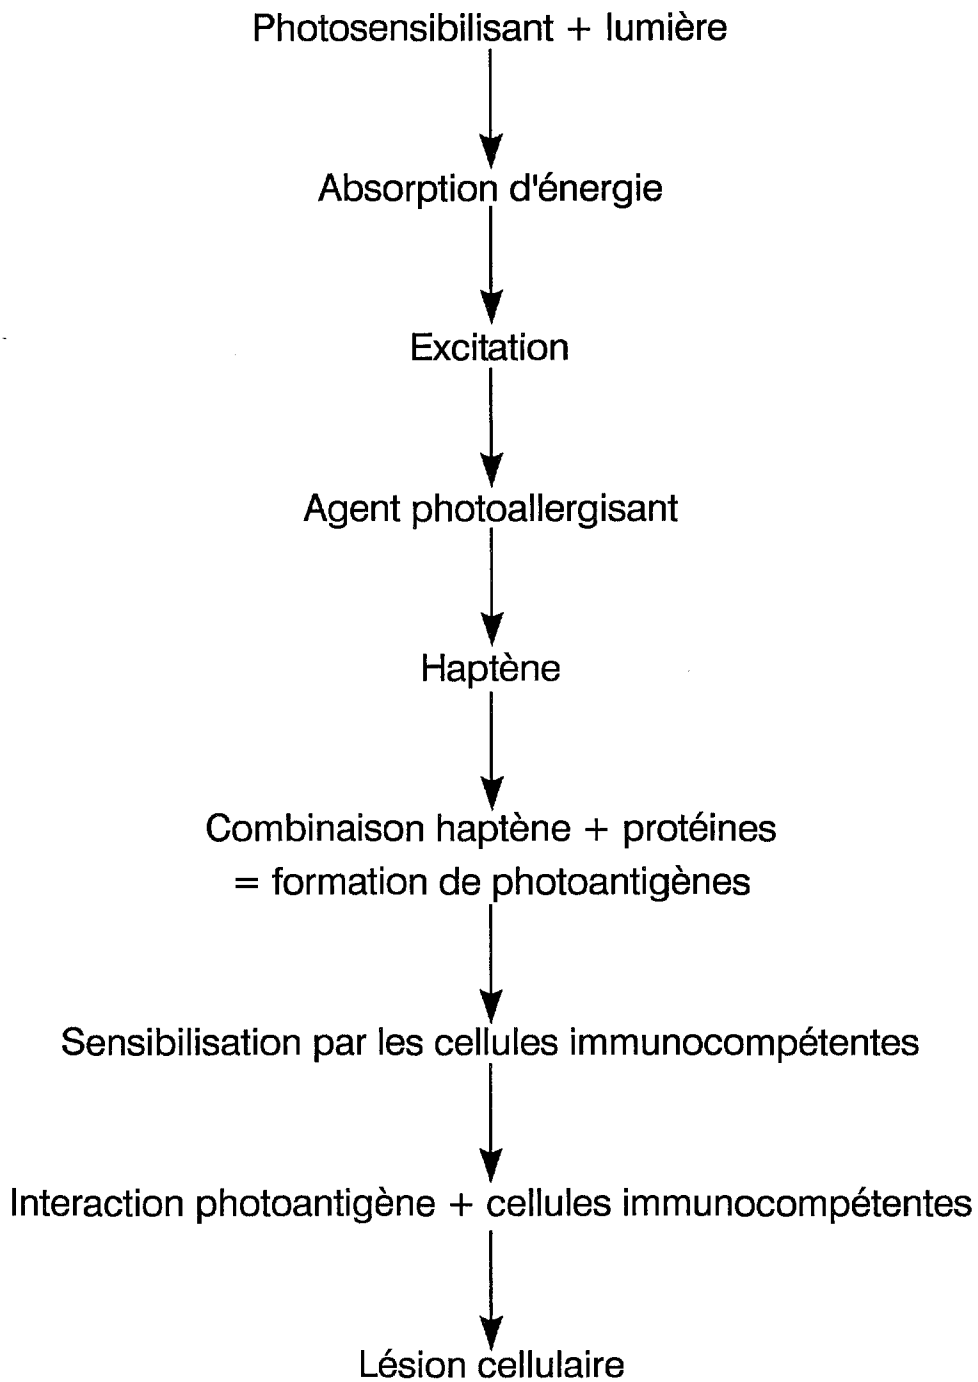 Photosensibilisant + lumière
Absorption d'énergie
Excitation
Agent photoallergisant
Haptène
Combinaison haptène + protéines
= formation de photoantigènes
Sensibilisation par les cellules immunocompétentes
Interaction photoantigène + cellules immunocompétentes
Lésion cellulaire